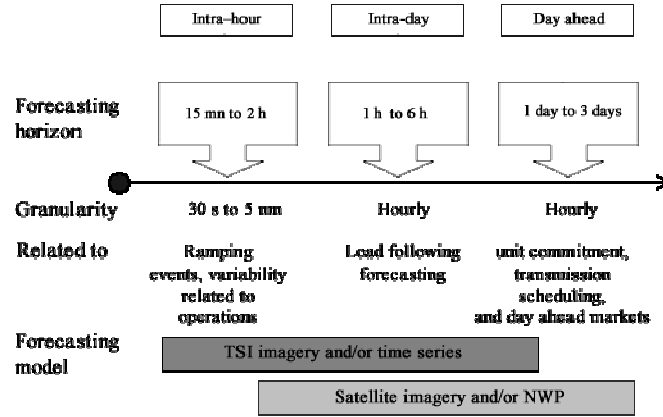 Intra-hour Intra-day Day ahead
Forecasting
horizon
15 mn to 2 h 1 h to 6 h 1 day to 3 days
Granularity 30 s to 5 mn Hourly Hourly
Related to
Ramping
events, variability
related to
operations
Load following
forecasting
unit commitment,
transmission
scheduling,
and day ahead markets
Forecasting
model
TSI imagery and/or time series
Satellite imagery and/or NWP